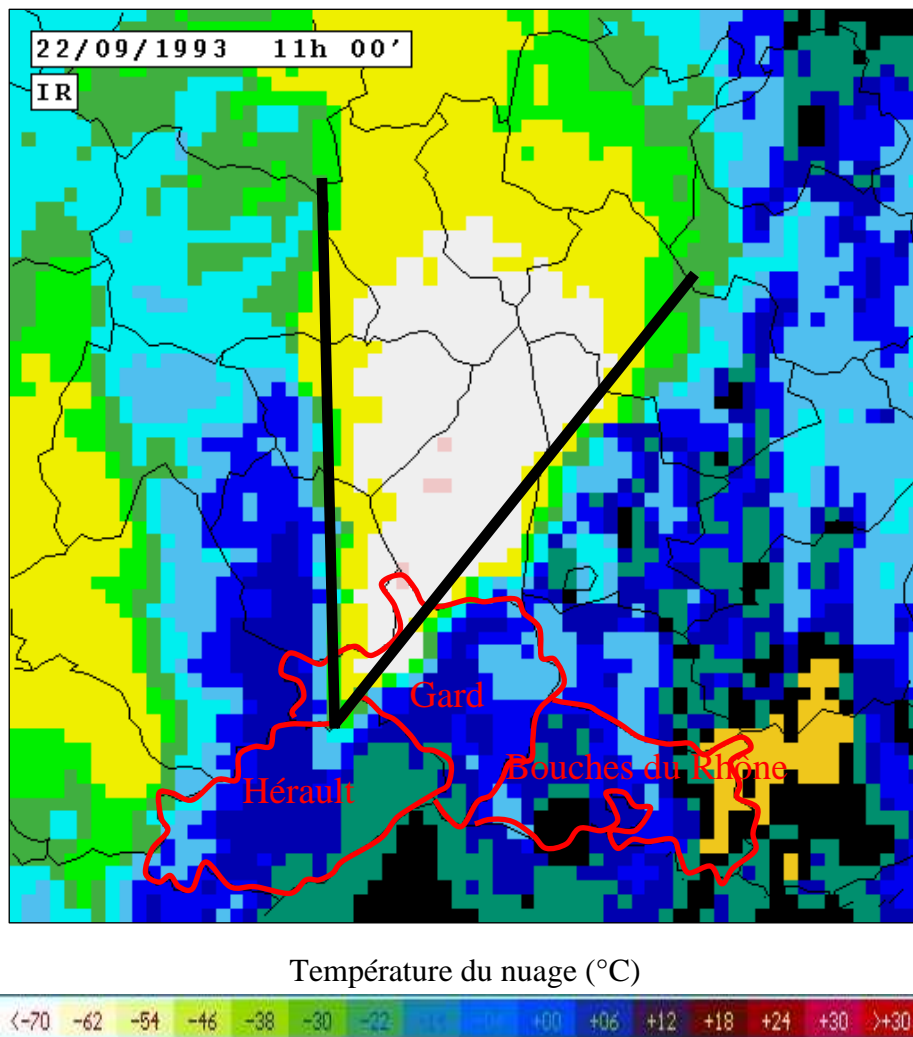 22/09/1993 11h 00'
IR
Gard
Bouches du Rhône
Hérault
Température du nuage (°C)
<-70 -62 -54 -46 -38 -30 -22 +00 +06 +12 +18 +24 +30 >+30